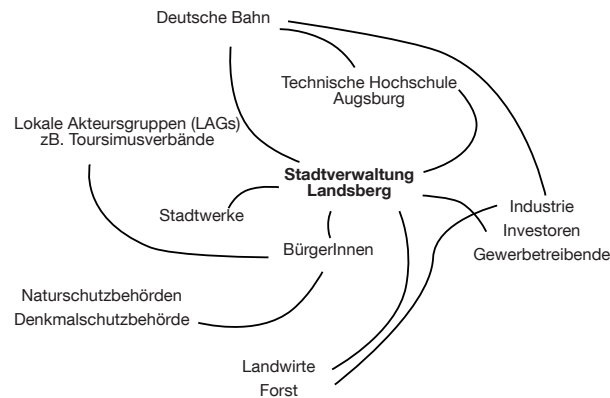 Deutsche Bahn
Technische Hochschule
Augsburg
Lokale Akteursgruppen (LAGs)
zB. Toursimusverbände
Stadtverwaltung
Landsberg
Stadtwerke
Industrie
Investoren
Gewerbetreibende
BürgerInnen
Naturschutzbehörden
Denkmalschutzbehörde
Landwirte
Forst